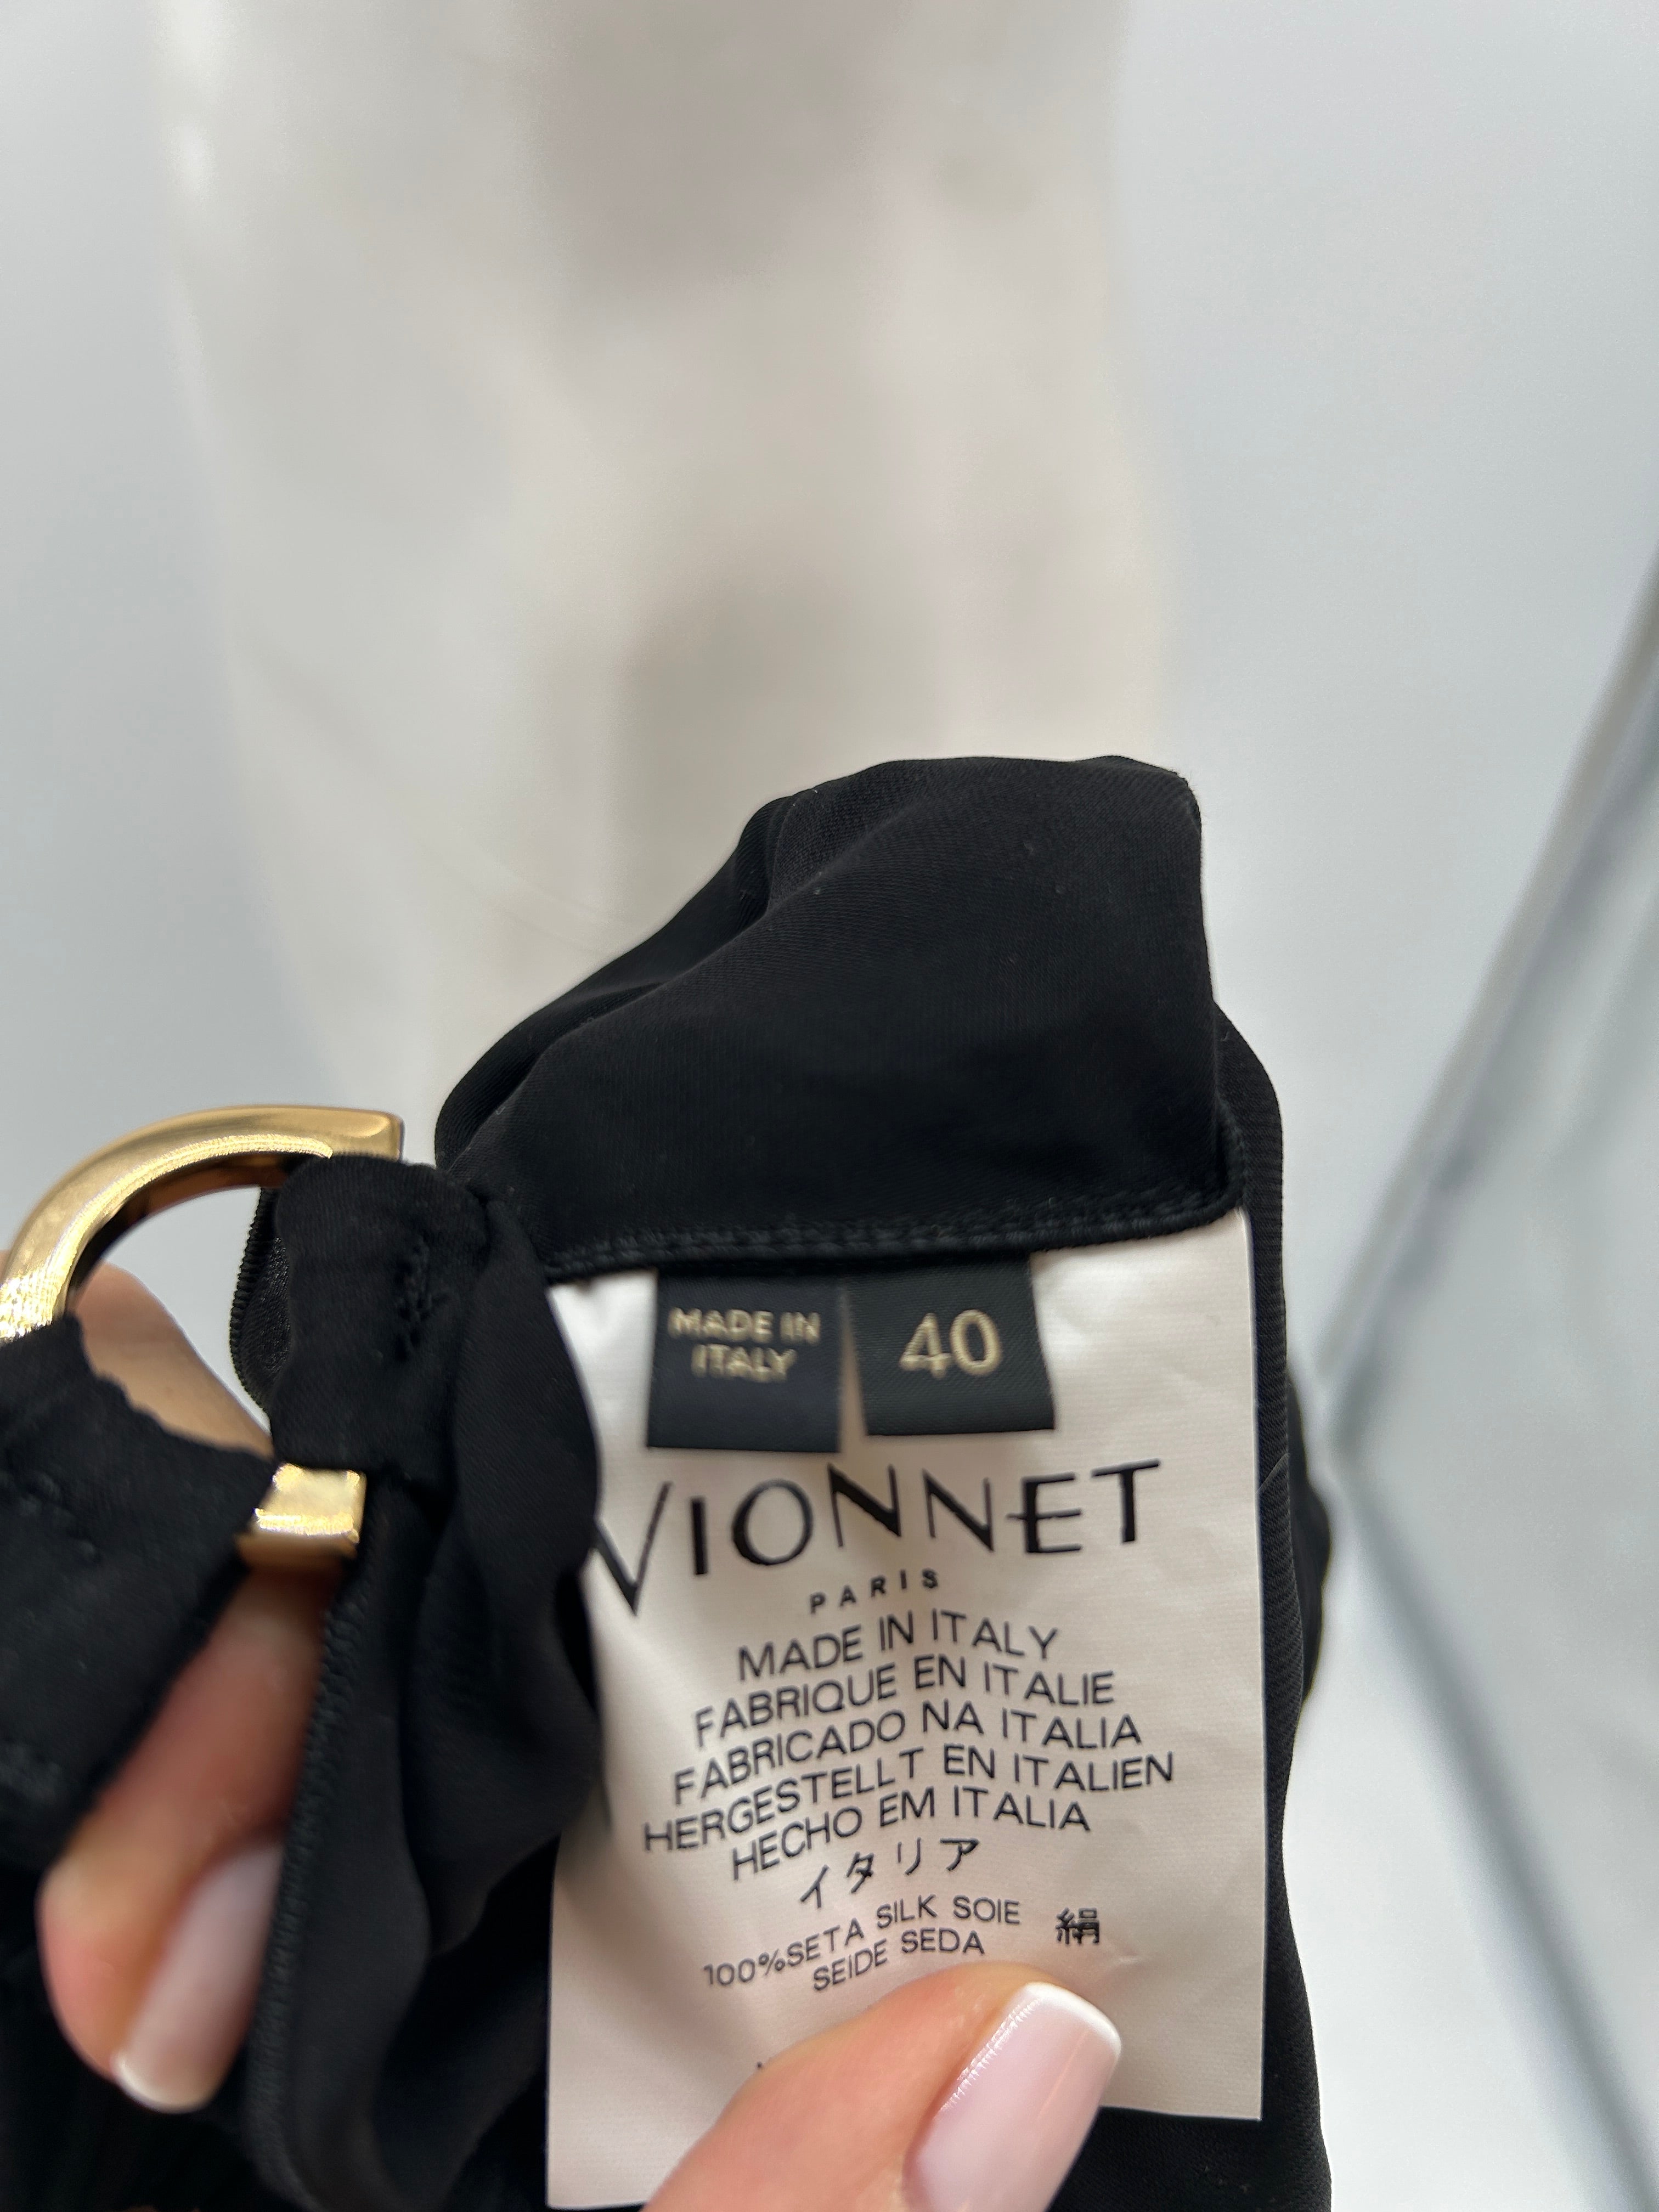 MADE IN
ITALY
40
VIONNET
PARIS
MADE IN ITALY
FABRIQUE EN ITALIE
FABRICADO NA ITALIA
HERGESTELLT EN ITALIEN
HECHO EM ITALIA
イタリア
100%SETA SILK SOIE 絹
SEIDE SEDA